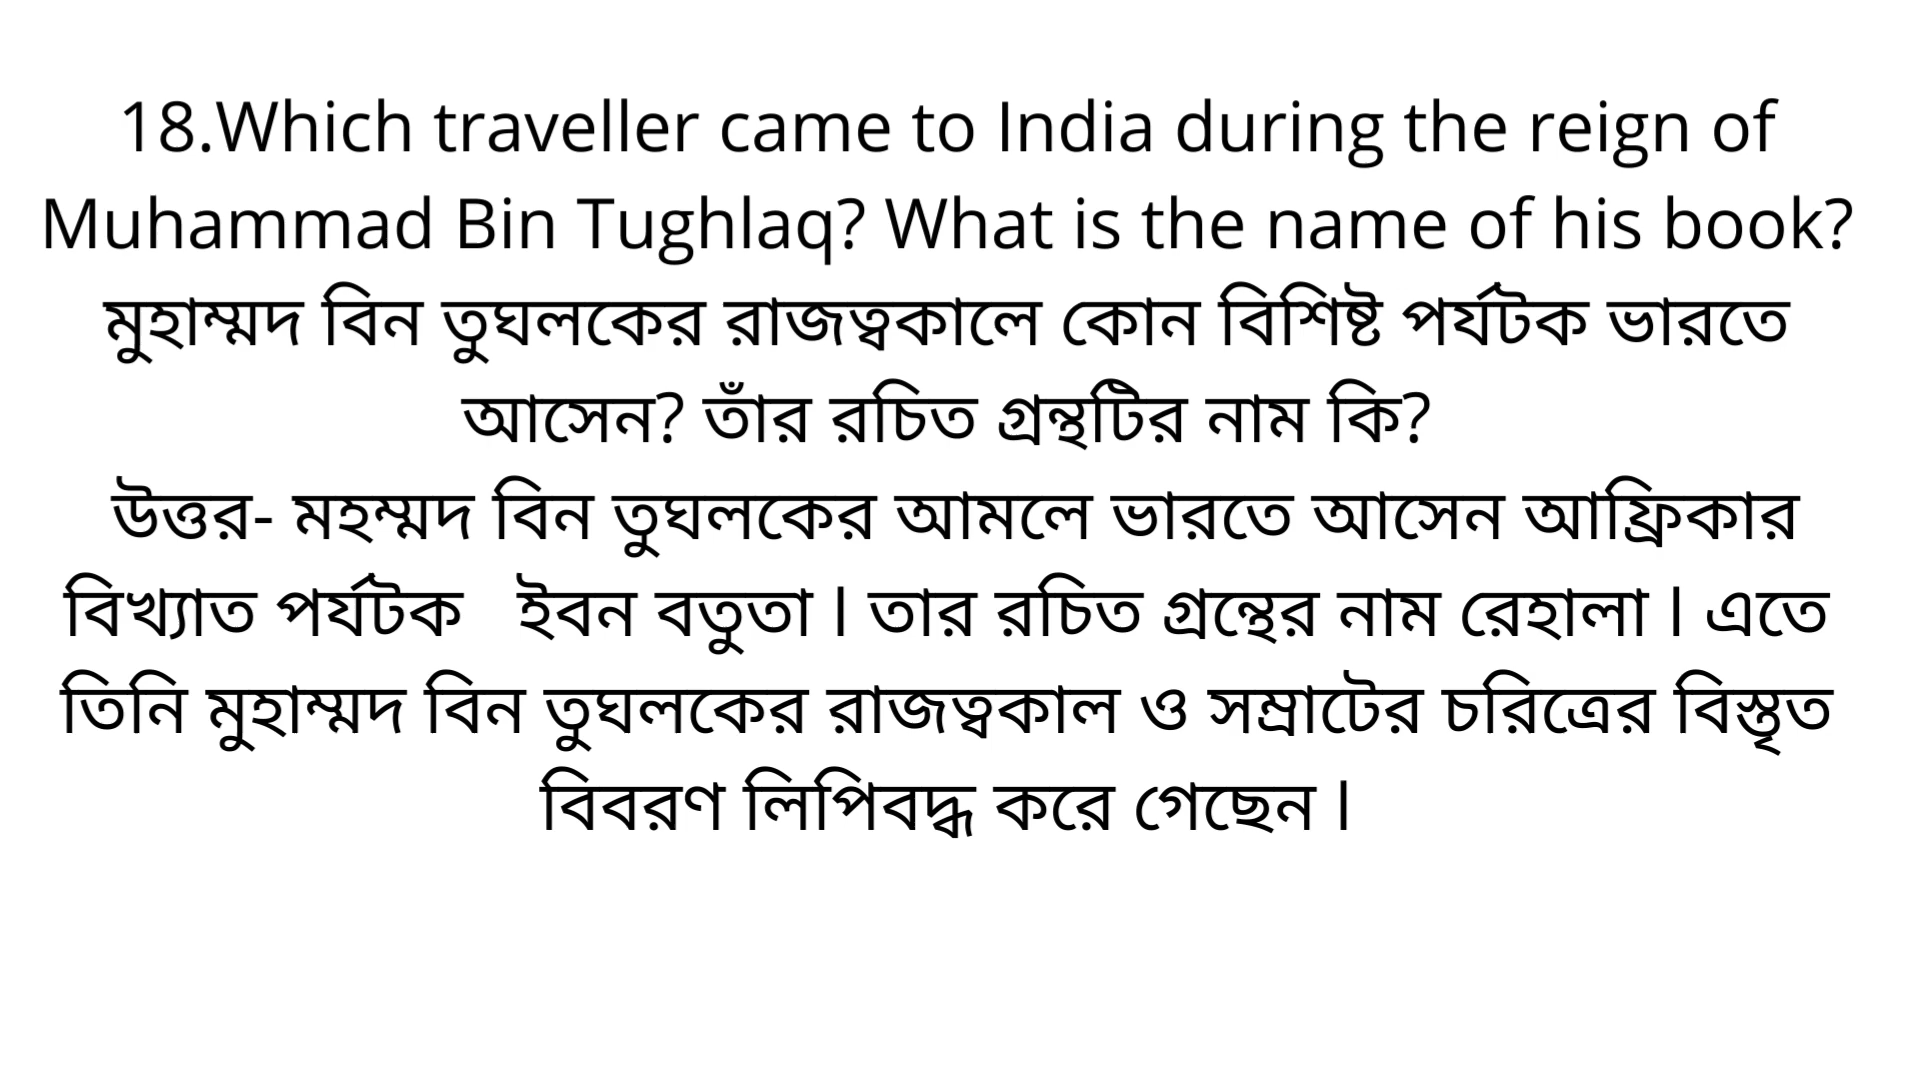 18.Which traveller came to India during the reign of
Muhammad Bin Tughlaq? What is the name of his book?
মুহাম্মদ বিন তুঘলকের রাজত্বকালে কোন বিশিষ্ট পর্যটক ভারতে
আসেন? তাঁর রচিত গ্রন্থটির নাম কি?
উত্তর- মহম্মদ বিন তুঘলকের আমলে ভারতে আসেন আফ্রিকার
বিখ্যাত পর্যটক ইবন বতুতা l তার রচিত গ্রন্থের নাম রেহালা l এতে
তিনি মুহাম্মদ বিন তুঘলকের রাজত্বকাল ও সম্রাটের চরিত্রের বিস্তৃত
বিবরণ লিপিবদ্ধ করে গেছেন l